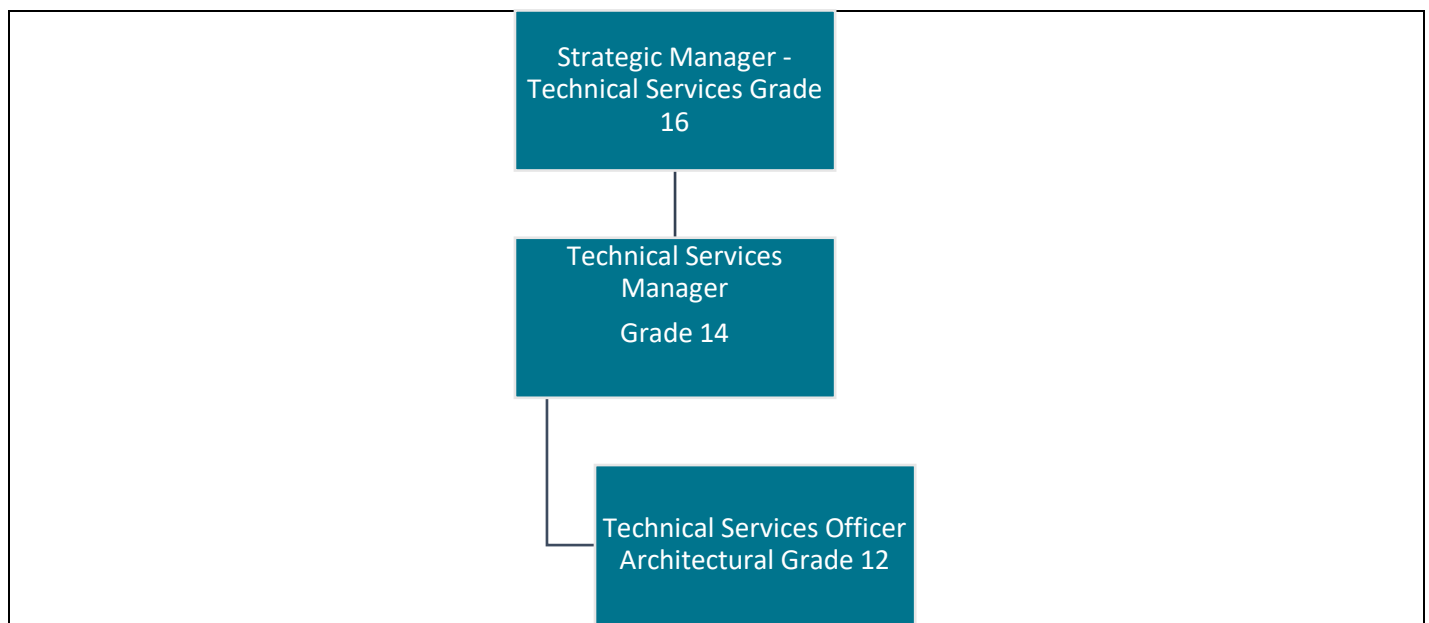 Strategic Manager -
Technical Services Grade
16
Technical Services
Manager
Grade 14
Technical Services Officer
Architectural Grade 12